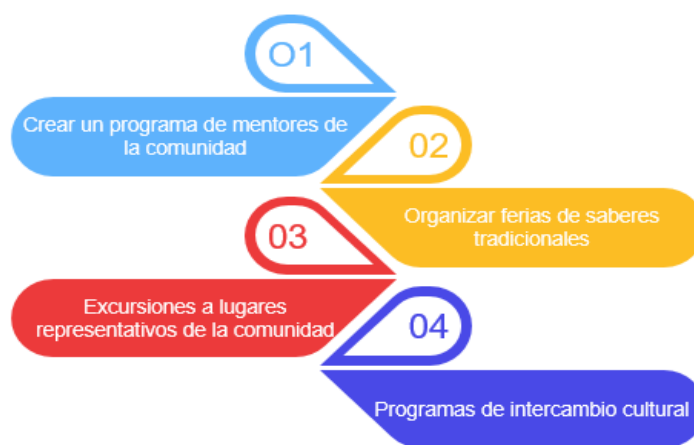 O1
Crear un programa de mentores de
la comunidad
02
Organizar ferias de saberes
tradicionales
03
Excursiones a lugares
representativos de la comunidad
04
Programas de intercambio cultural